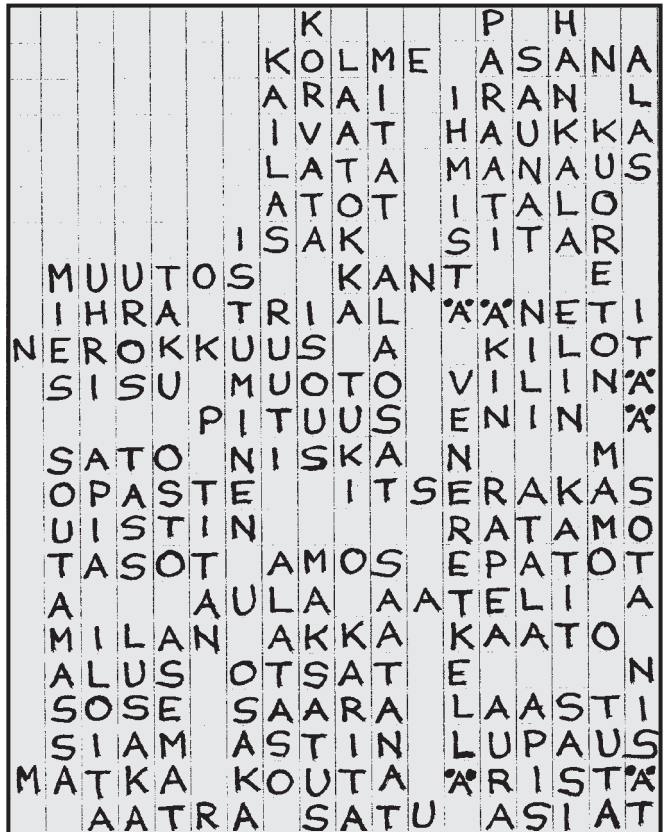 K P H
KOLME ASANA
ARAI IRAN L
IVAT HAUKKA
LATA MANAUS
ATOT ITALO
ISAK SITAR
MUUTOS KANT E
IHRA TRIAL ÄÄNETI
NEROKKUUS A KILOT
SISU MUOTO VILINÄ
PITUUS ENIN Ä
SATO NISKA N M
OPASTE ITSERAKAS
UISTIN RATAMO
TASOT AMOS EPATOT
A AULA AATELI A
MILAN AKKA KAATO
ALUS OTSAT E N
SOSE SAARA LAASTI
SIAM ASTIN LUPAUS
MATKA KOUTA ÄRISTÄ
AATRA SATU ASIAT